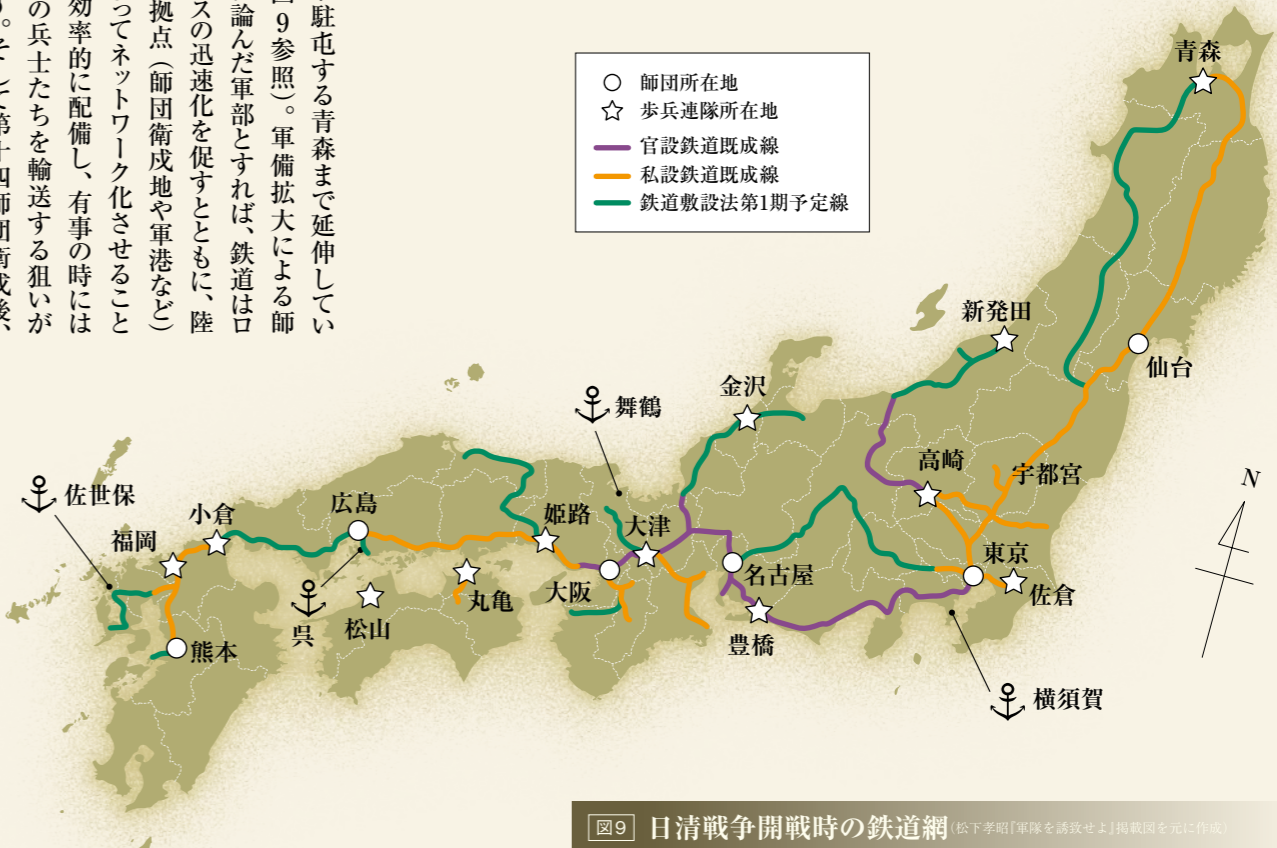 駐屯する青森まで延伸してい
図9参照)。軍備拡大による師
論んだ軍部とすれば、鉄道はロ
スの迅速化を促すとともに、陸
拠点(師団衛戍地や軍港など)
ってネットワーク化させること
効率的に配備し、有事の時には
の兵士たちを輸送する狙いが
師団所在地
歩兵連隊所在地
官設鉄道既成線
私設鉄道既成線
鉄道敷設法第1期予定線
青森
新発田
仙台
金沢
舞鶴
高崎
宇都宮
佐世保
小倉
広島
姫路
大津
福岡
東京
名古屋
大阪
丸亀
佐倉
呉
松山
豊橋
熊本
横須賀
N
図9 日清戦争開戦時の鉄道網(松下孝昭『軍隊を誘致せよ』掲載図を元に作成)